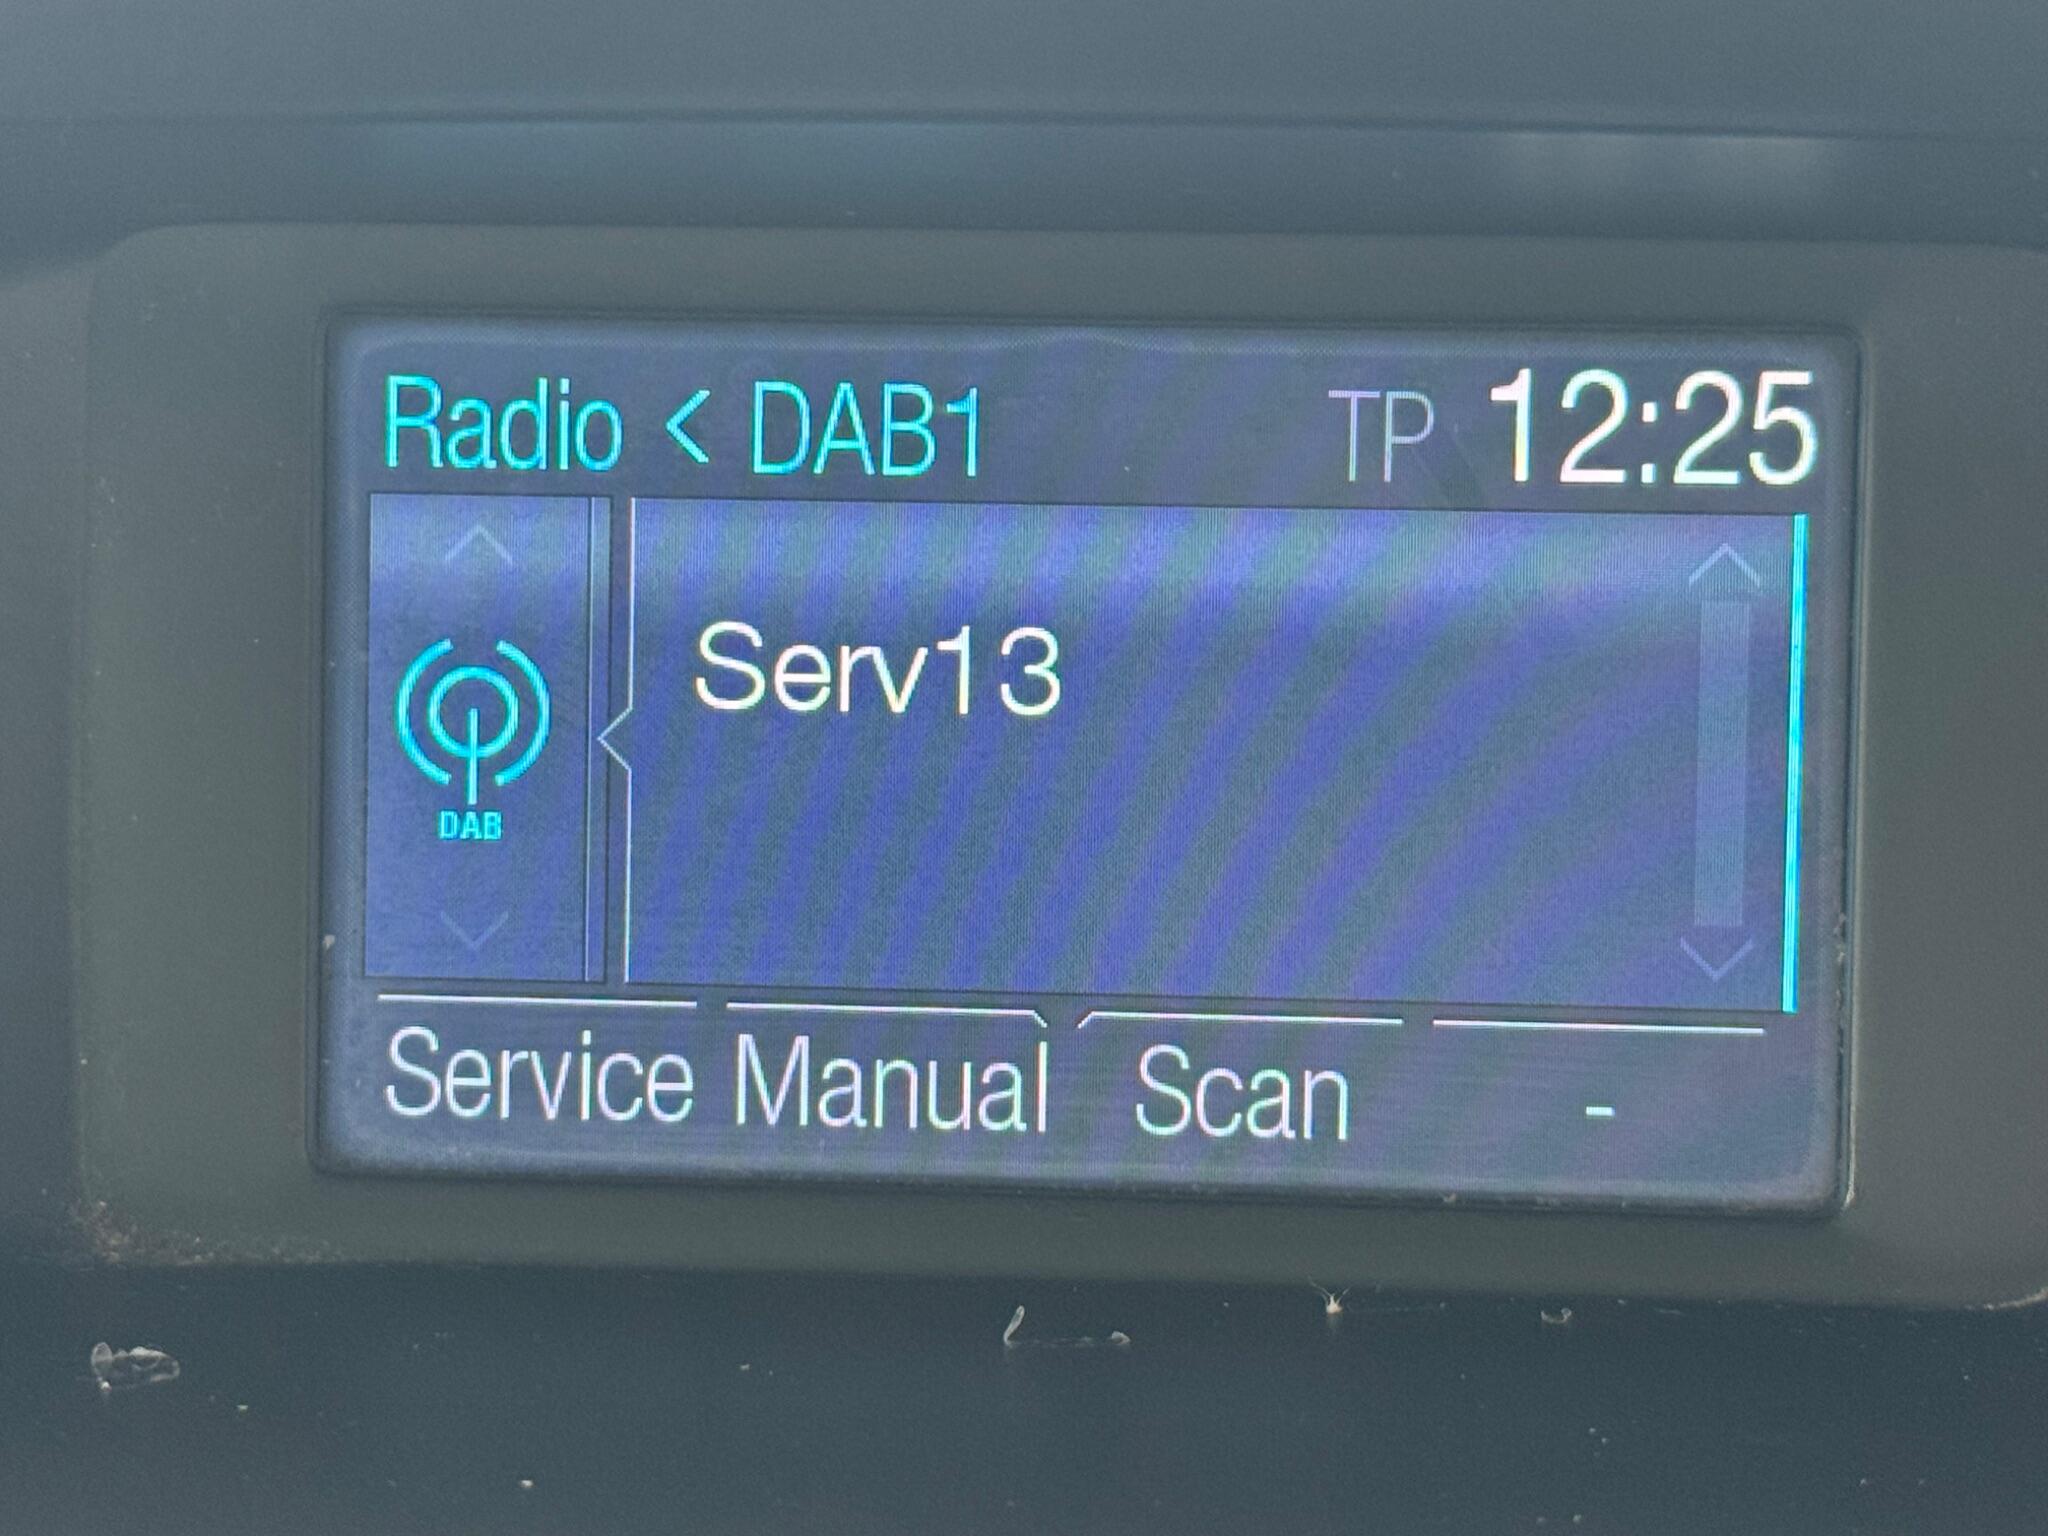 Radio < DAB1 TP 12:25
Serv13
DAB
Service Manual Scan -